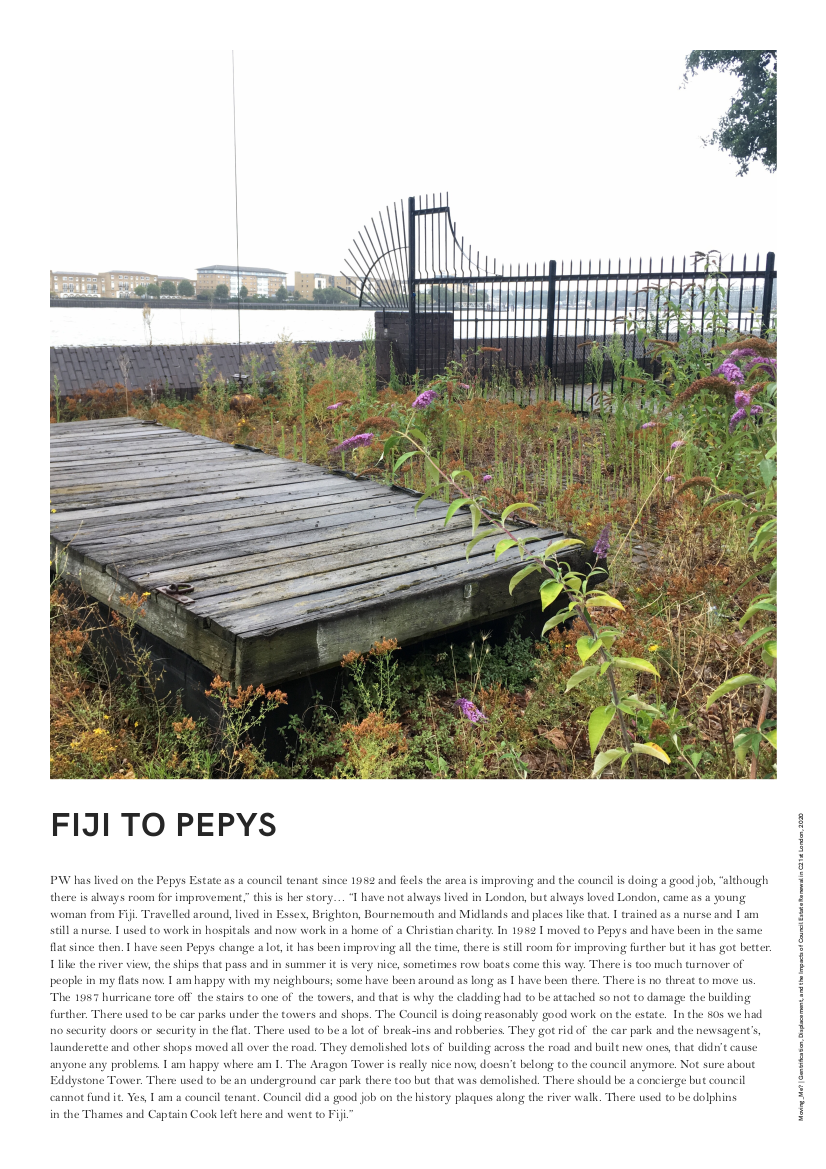 FIJI TO PEPYS
PW has lived on the Pepys Estate as a council tenant since 1982 and feels the area is improving and the council is doing a good job, “although
there is always room for improvement,” this is her story… “I have not always lived in London, but always loved London, came as a young
woman from Fiji. Travelled around, lived in Essex, Brighton, Bournemouth and Midlands and places like that. I trained as a nurse and I am
still a nurse. I used to work in hospitals and now work in a home of a Christian charity. In 1982 I moved to Pepys and have been in the same
flat since then. I have seen Pepys change a lot, it has been improving all the time, there is still room for improving further but it has got better.
I like the river view, the ships that pass and in summer it is very nice, sometimes row boats come this way. There is too much turnover of
people in my flats now. I am happy with my neighbours; some have been around as long as I have been there. There is no threat to move us.
The 1987 hurricane tore off the stairs to one of the towers, and that is why the cladding had to be attached so not to damage the building
further. There used to be car parks under the towers and shops. The Council is doing reasonably good work on the estate.  In the 80s we had
no security doors or security in the flat. There used to be a lot of break-ins and robberies. They got rid of the car park and the newsagent’s,
launderette and other shops moved all over the road. They demolished lots of building across the road and built new ones, that didn’t cause
anyone any problems. I am happy where am I. The Aragon Tower is really nice now, doesn’t belong to the council anymore. Not sure about
Eddystone Tower. There used to be an underground car park there too but that was demolished. There should be a concierge but council
cannot fund it. Yes, I am a council tenant. Council did a good job on the history plaques along the river walk. There used to be dolphins
in the Thames and Captain Cook left here and went to Fiji.”
Moving_Me? | Gentrification, Displacement, and the Impacts of Council Estate Renewal in C21st London, 2020